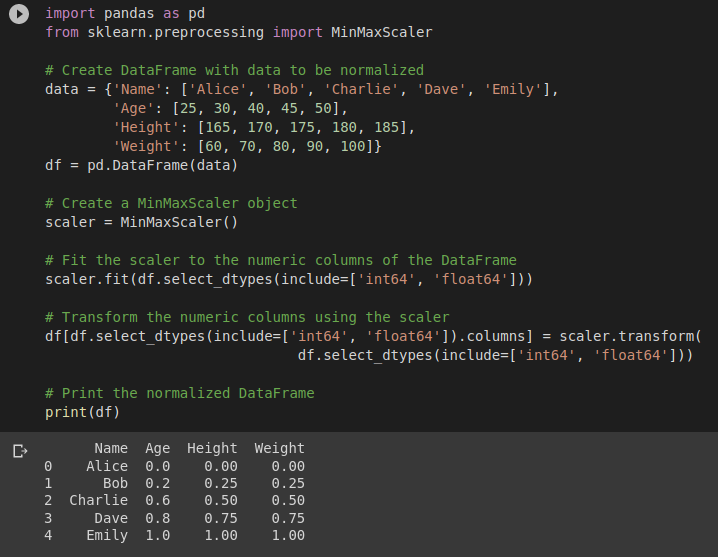 import pandas as pd
from sklearn.preprocessing import MinMaxScaler

# Create DataFrame with data to be normalized
data = {'Name': ['Alice', 'Bob', 'Charlie', 'Dave', 'Emily'],
        'Age': [25, 30, 40, 45, 50],
        'Height': [165, 170, 175, 180, 185],
        'Weight': [60, 70, 80, 90, 100]}
df = pd.DataFrame(data)

# Create a MinMaxScaler object
scaler = MinMaxScaler()

# Fit the scaler to the numeric columns of the DataFrame
scaler.fit(df.select_dtypes(include=['int64', 'float64']))

# Transform the numeric columns using the scaler
df[df.select_dtypes(include=['int64', 'float64']).columns] = scaler.transform(
                              df.select_dtypes(include=['int64', 'float64']))

# Print the normalized DataFrame
print(df)

      Name  Age  Height  Weight
0    Alice  0.0    0.00    0.00
1      Bob  0.2    0.25    0.25
2  Charlie  0.6    0.50    0.50
3     Dave  0.8    0.75    0.75
4    Emily  1.0    1.00    1.00